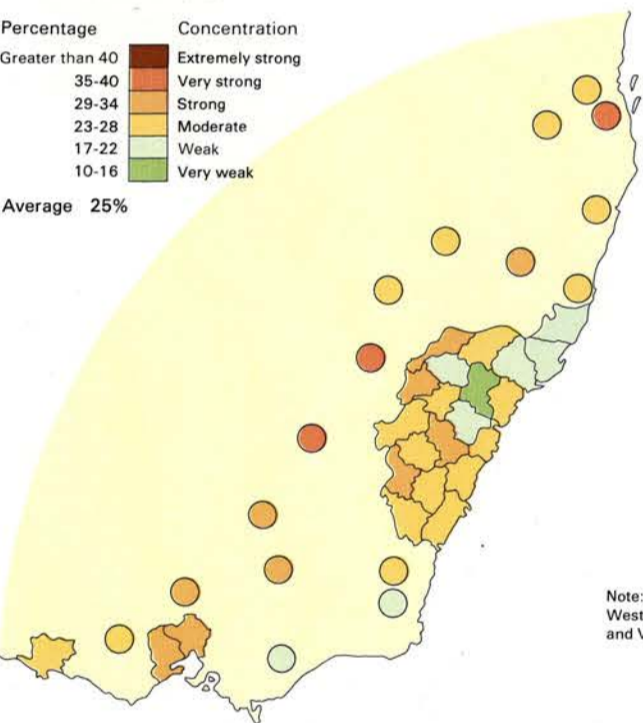 Percentage Concentration
Greater than 40 Extremely strong
35-40 Very strong
29-34 Strong
23-28 Moderate
17-22 Weak
10-16 Very weak
Average 25%
Note:
West
and V